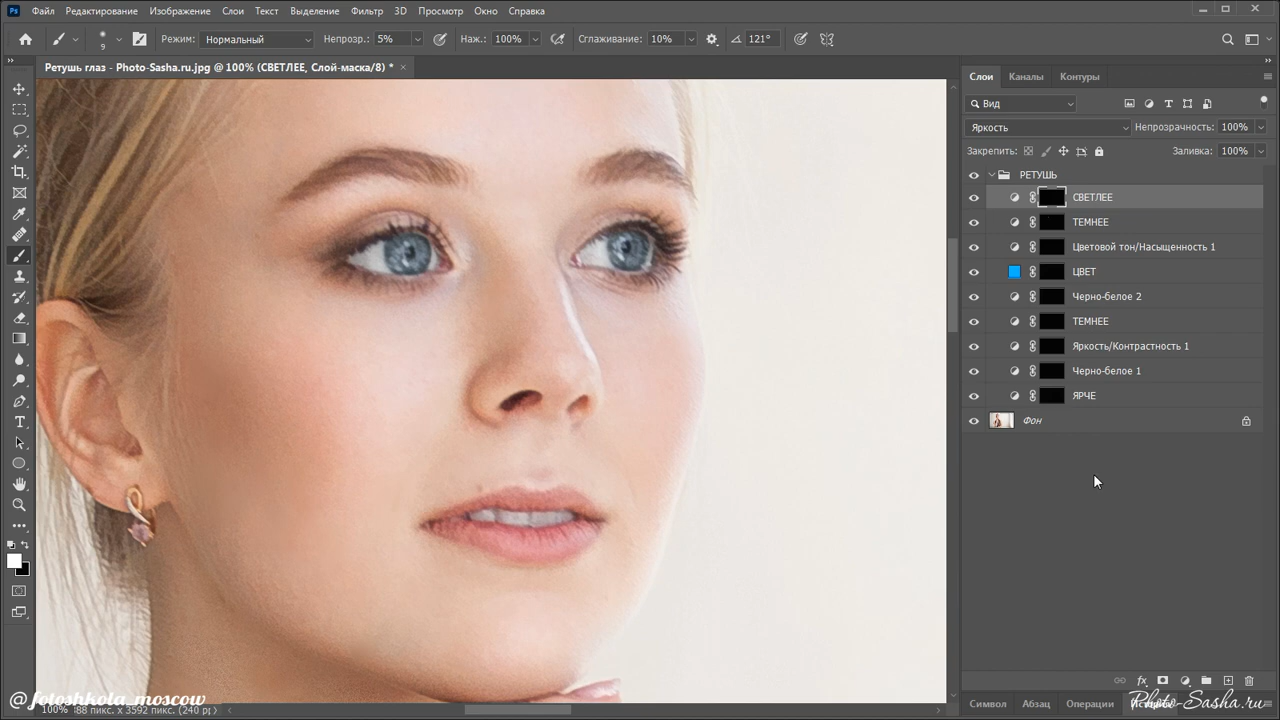 Ps Файл Редактирование Изображение Слои Текст Выделение Фильтр 3D Просмотр Окно Справка
9 Режим: Нормальный Непрозр.: 5% Наж.: 100% Сглаживание: 10% 121°
Ретушь глаз - Photo-Sasha.ru.jpg @ 100% (СВЕТЛЕЕ, Слой-маска/8) *
Слои Каналы Контуры
Вид
Яркость Непрозрачность: 100%
Закрепить: Заливка: 100%
РЕТУШЬ
СВЕТЛЕЕ
ТЕМНЕЕ
Цветовой тон/Насыщенность 1
ЦВЕТ
Черно-белое 2
ТЕМНЕЕ
Яркость/Контрастность 1
Черно-белое 1
ЯРЧЕ
Фон
@fotoshkola_moscow
Photo-Sasha.ru
100% 88 пикс. x 3592 пикс. (240 p
Символ Абзац Операции